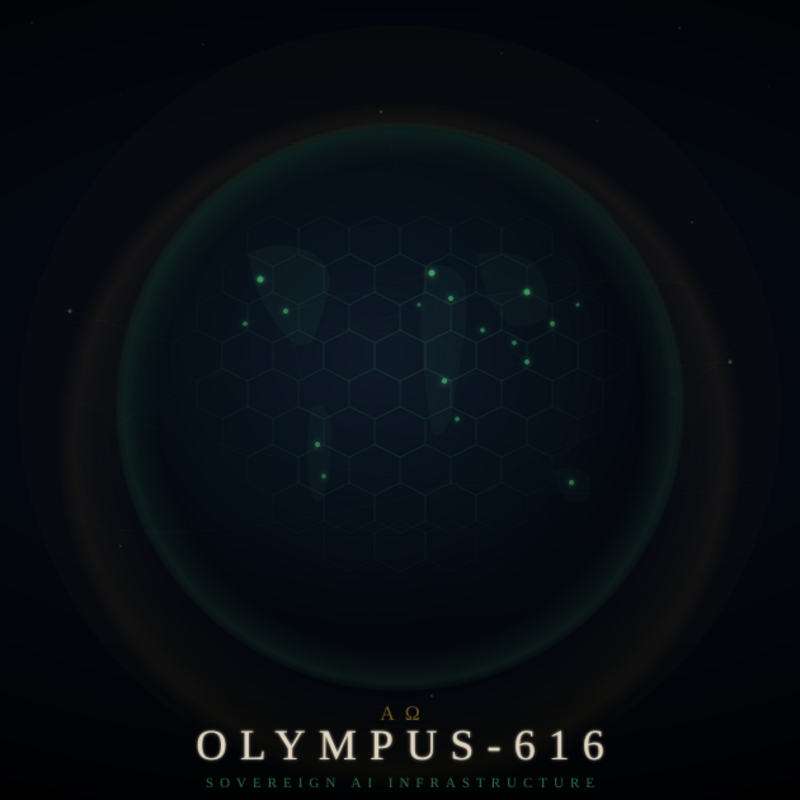 Α Ω
OLYMPUS-616
SOVEREIGN AI INFRASTRUCTURE